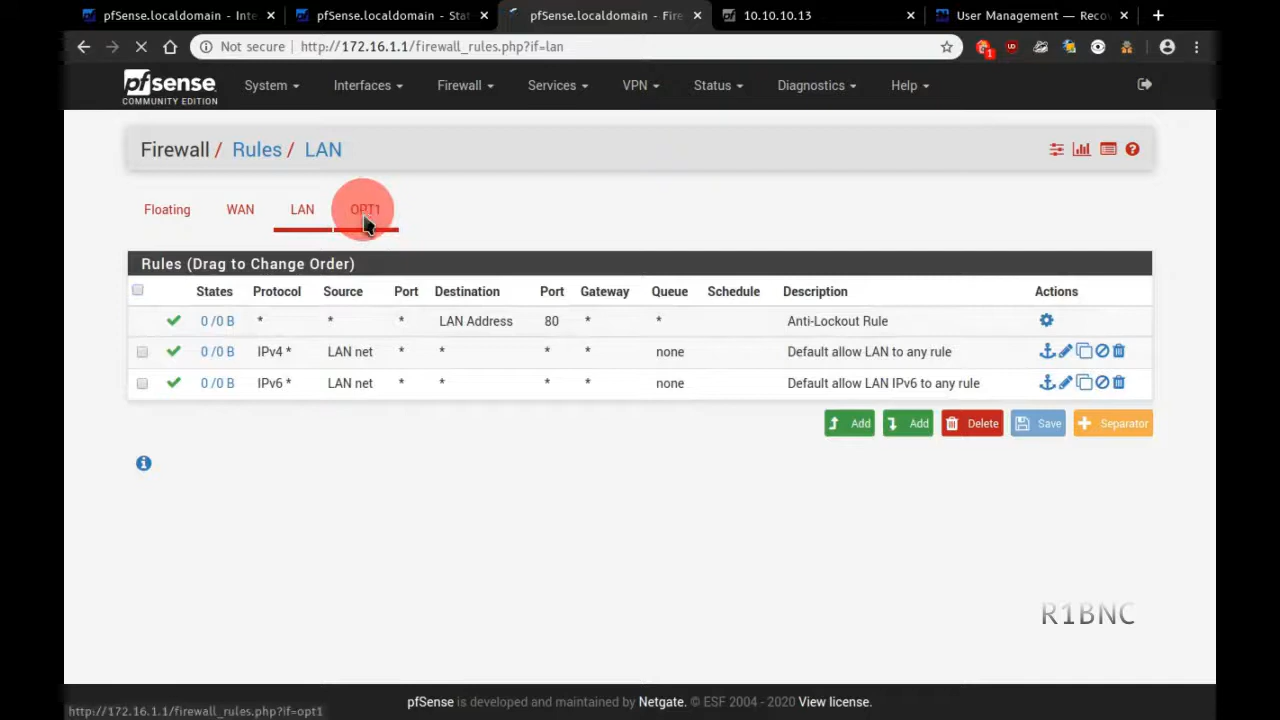 pfSense.localdomain - Inte
pfSense.localdomain - Stat
pfSense.localdomain - Fire
10.10.10.13
User Management — Recov
Not secure | http://172.16.1.1/firewall_rules.php?if=lan
1
UD
pfsense
COMMUNITY EDITION
System
Interfaces
Firewall
Services
VPN
Status
Diagnostics
Help
Firewall / Rules / LAN
Floating WAN LAN OPT1
Rules (Drag to Change Order)
States Protocol Source Port Destination Port Gateway Queue Schedule Description Actions
0 /0 B * * * LAN Address 80 * * Anti-Lockout Rule
0 /0 B IPv4 * LAN net * * * * none Default allow LAN to any rule
0 /0 B IPv6 * LAN net * * * * none Default allow LAN IPv6 to any rule
Add Add Delete Save Separator
R1BNC
pfSense is developed and maintained by Netgate. © ESF 2004 - 2020 View license.
http://172.16.1.1/firewall_rules.php?if=opt1